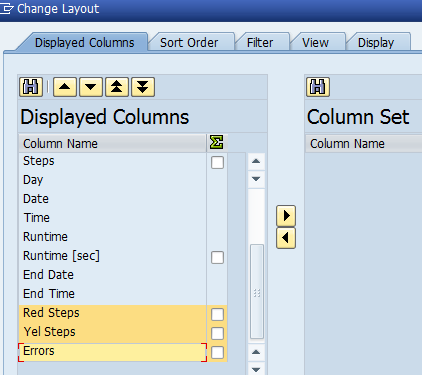 Change Layout
Displayed Columns
Sort Order
Filter
View
Display
Displayed Columns
Column Name
Σ
Steps
Day
Date
Time
Runtime
Runtime [sec]
End Date
End Time
Red Steps
Yel Steps
Errors
Column Set
Column Name